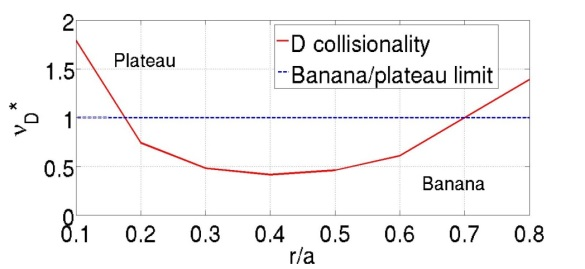 2
1.5
1
0.5
0
ν_D*
Plateau
D collisionality
Banana/plateau limit
Banana
0.1 0.2 0.3 0.4 0.5 0.6 0.7 0.8
r/a